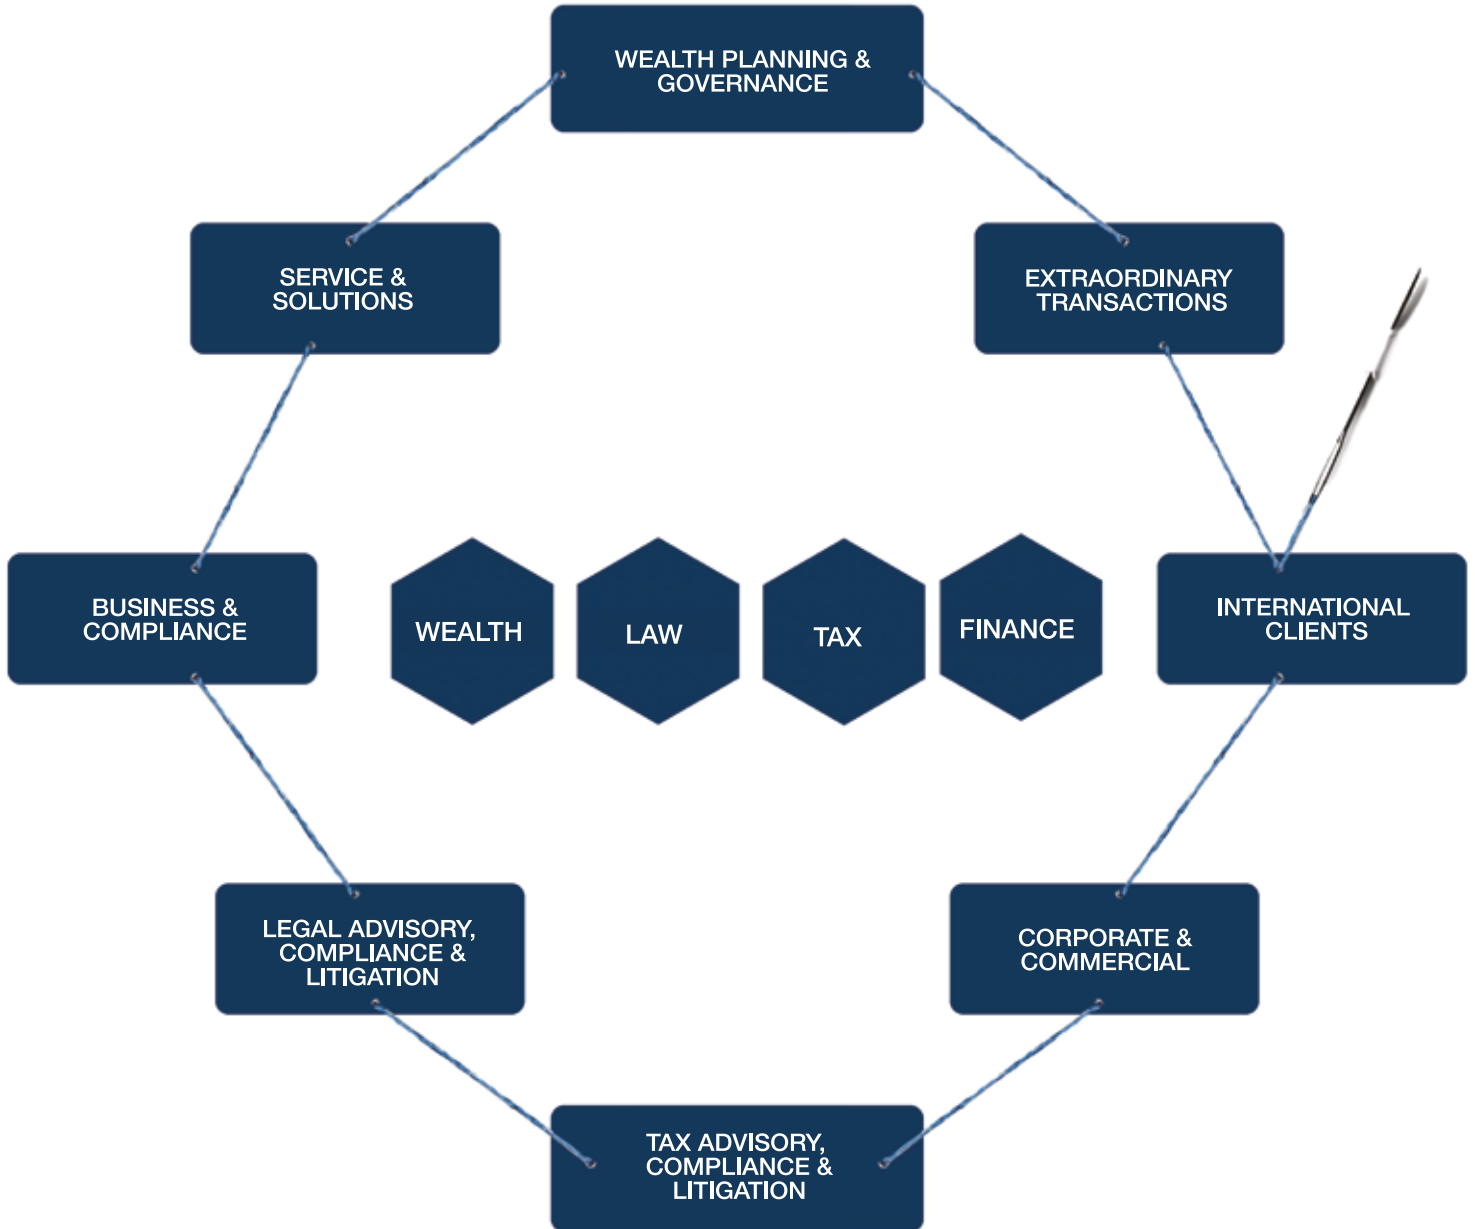 WEALTH PLANNING &
GOVERNANCE
SERVICE &
SOLUTIONS
EXTRAORDINARY
TRANSACTIONS
BUSINESS &
COMPLIANCE
WEALTH
LAW
TAX
FINANCE
INTERNATIONAL
CLIENTS
LEGAL ADVISORY,
COMPLIANCE &
LITIGATION
CORPORATE &
COMMERCIAL
TAX ADVISORY,
COMPLIANCE &
LITIGATION